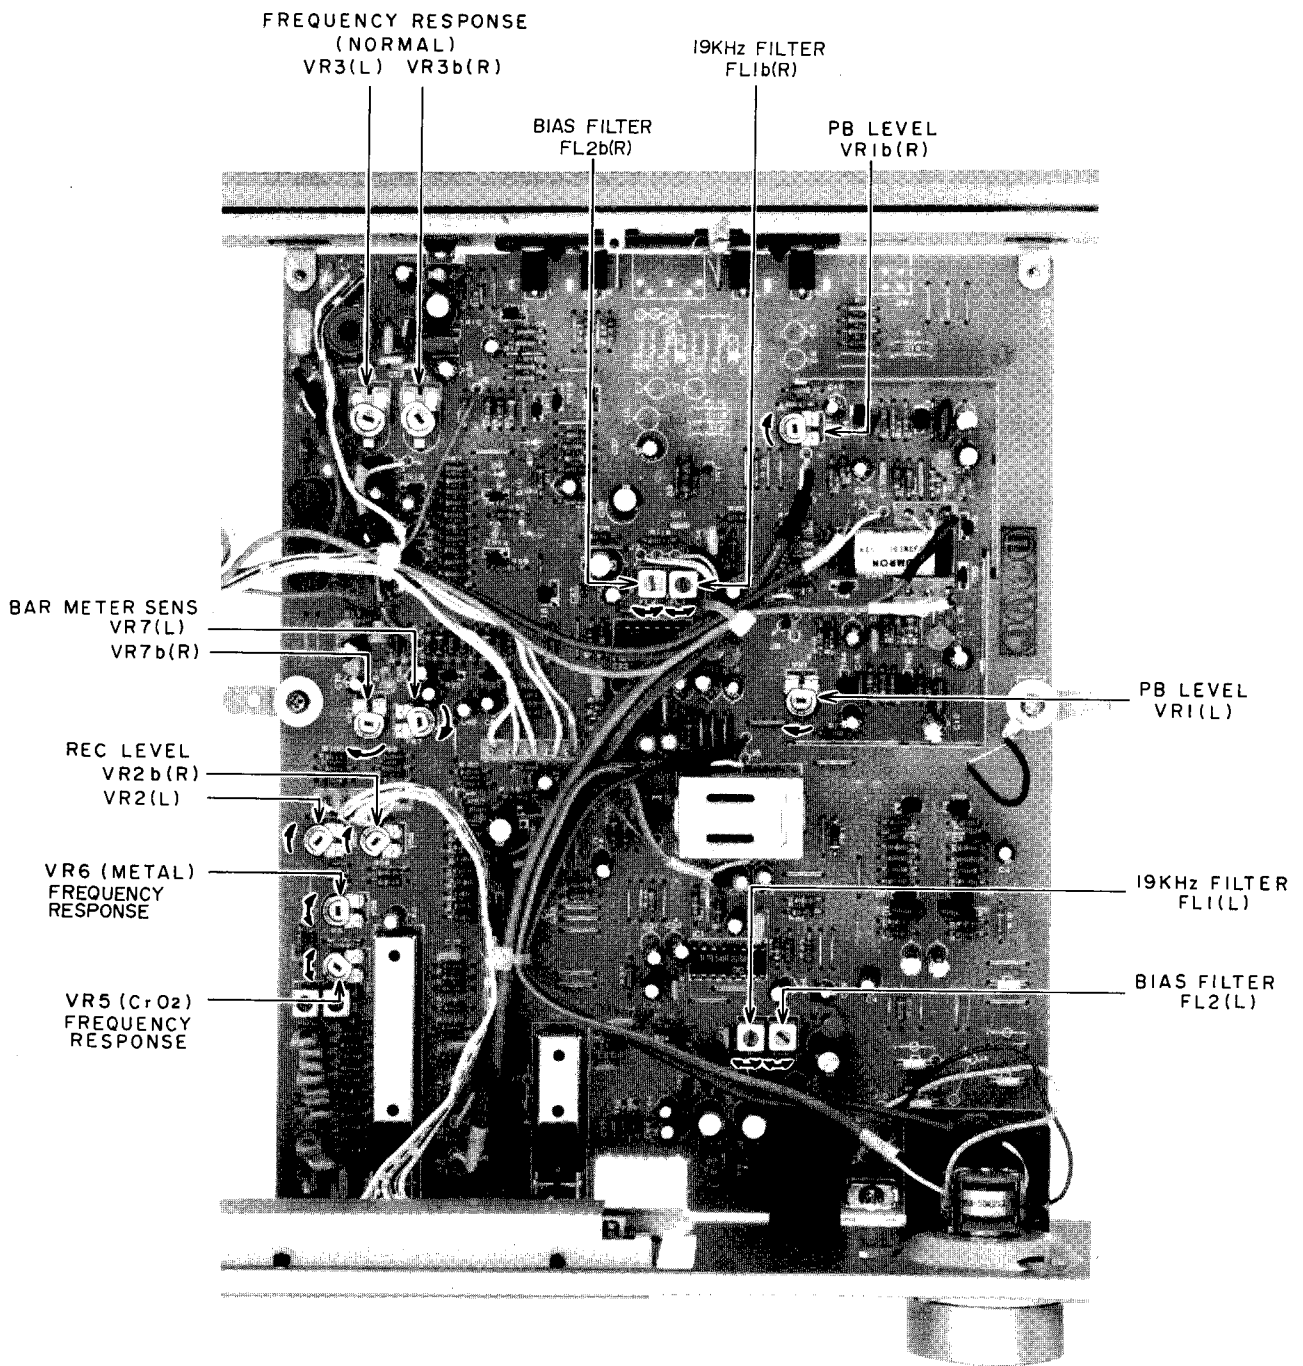 FREQUENCY RESPONSE
(NORMAL)
VR3(L) VR3b(R)
19KHz FILTER
FL1b(R)
BIAS FILTER
FL2b(R)
PB LEVEL
VR1b(R)
BAR METER SENS
VR7(L)
VR7b(R)
PB LEVEL
VR1(L)
REC LEVEL
VR2b(R)
VR2(L)
VR6 (METAL)
FREQUENCY
RESPONSE
19KHz FILTER
FL1(L)
VR5 (CrO2)
FREQUENCY
RESPONSE
BIAS FILTER
FL2(L)